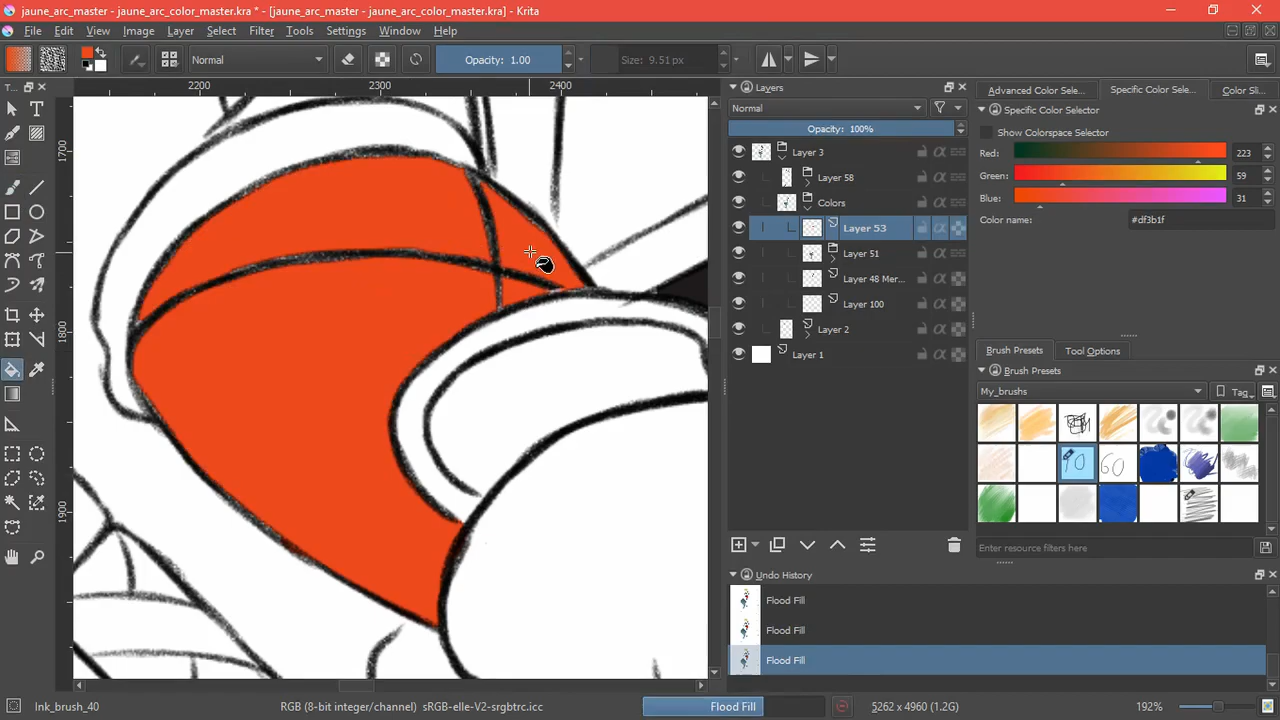 jaune_arc_master - jaune_arc_color_master.kra * - [jaune_arc_master - jaune_arc_color_master.kra] - Krita
File Edit View Image Layer Select Filter Tools Settings Window Help
Normal Opacity: 1.00 Size: 9.51 px
T... Layers Advanced Color Sele... Specific Color Sele... Color Sli...
2200 2300 2400
1700
1800
1900
Normal
Opacity: 100%
Layer 3
Layer 58
Colors
Layer 53
Layer 51
Layer 48 Mer...
Layer 100
Layer 2
Layer 1
Specific Color Selector
Show Colorspace Selector
Red: 223
Green: 59
Blue: 31
Color name: #df3b1f
Brush Presets Tool Options
Brush Presets
My_brushs Tag
10 60
Enter resource filters here
Undo History
Flood Fill
Flood Fill
Flood Fill
Ink_brush_40 RGB (8-bit integer/channel) sRGB-elle-V2-srgbtrc.icc Flood Fill 5262 x 4960 (1.2G) 192%